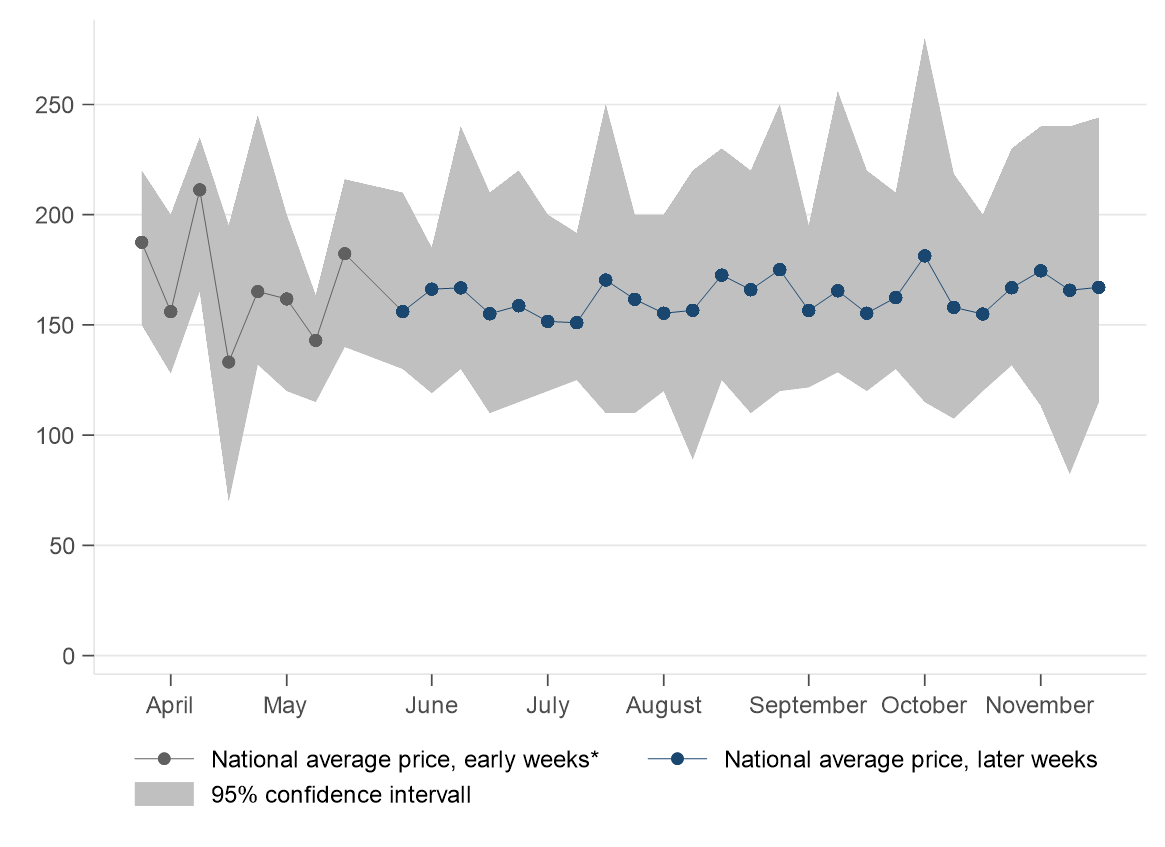 250
200
150
100
50
0
April May June July August September October November
National average price, early weeks* National average price, later weeks
95% confidence intervall